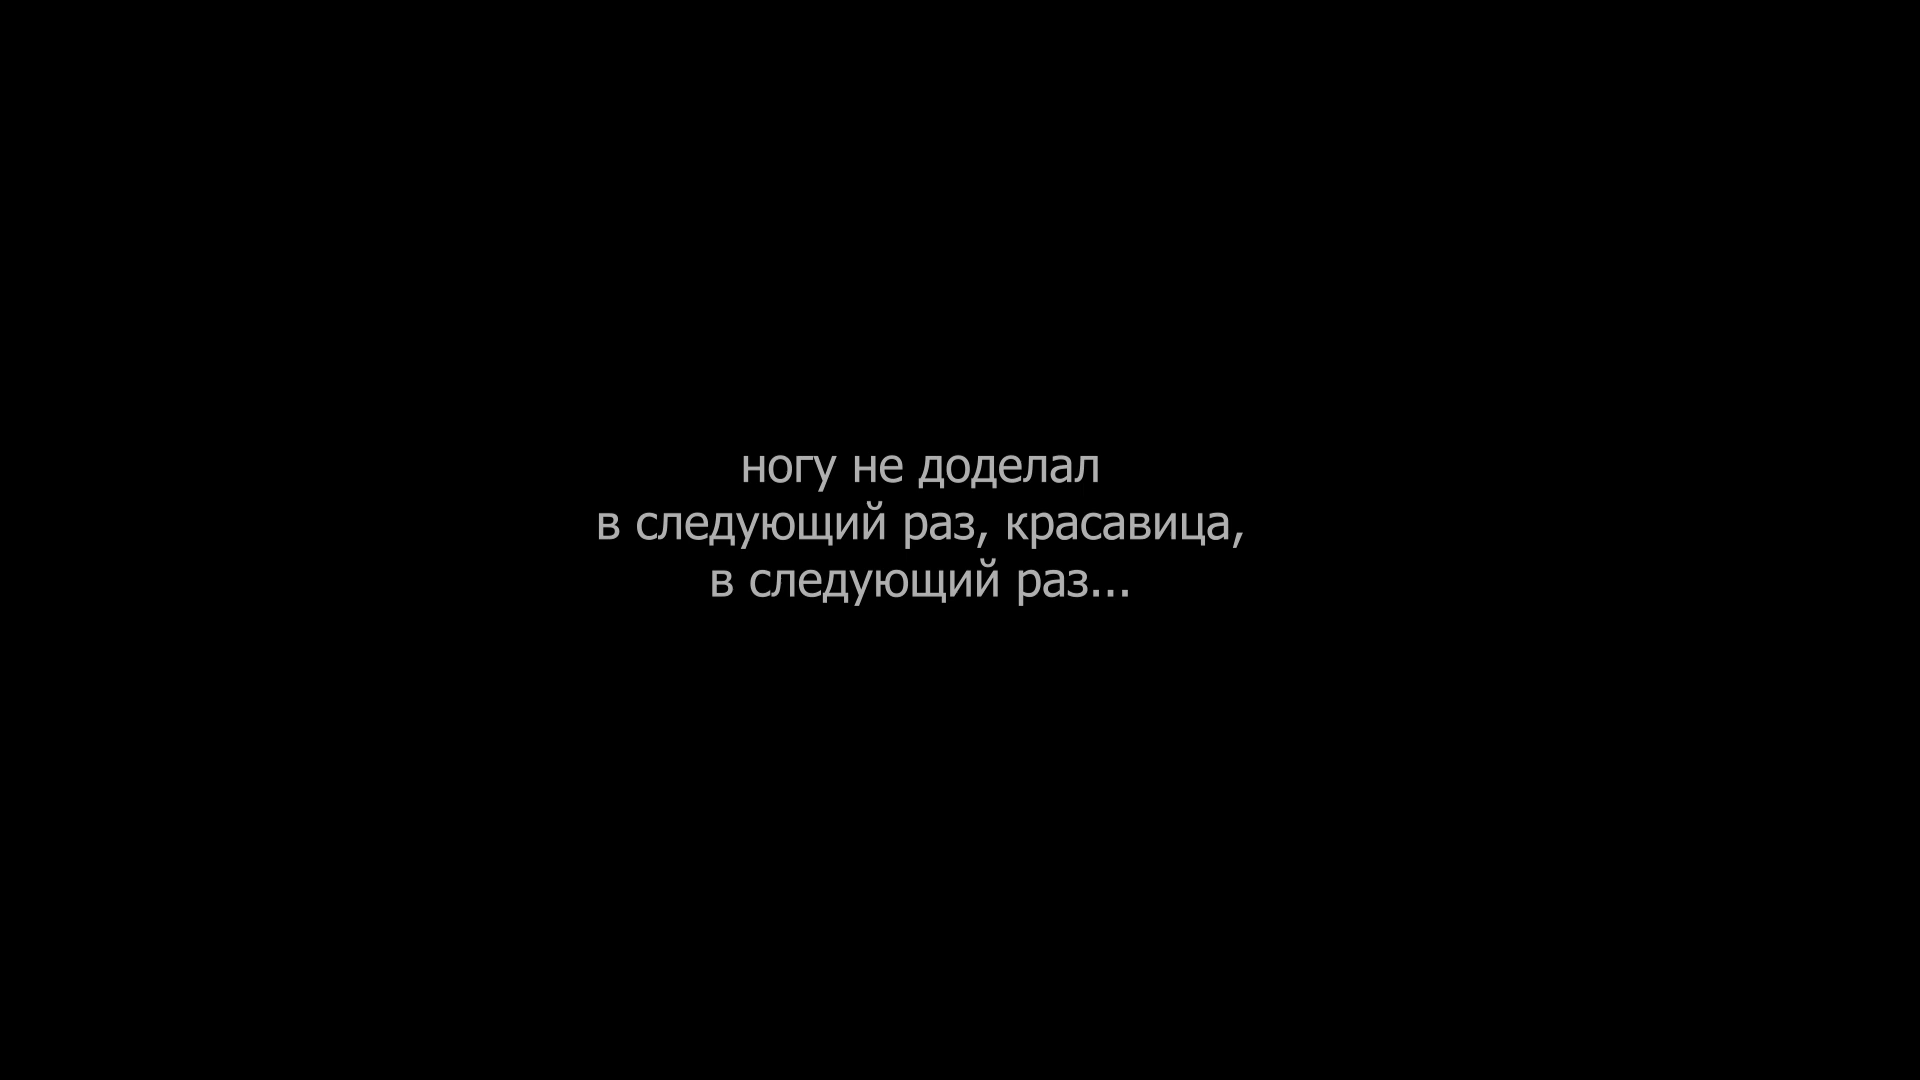 ногу не доделал
в следующий раз, красавица,
в следующий раз...